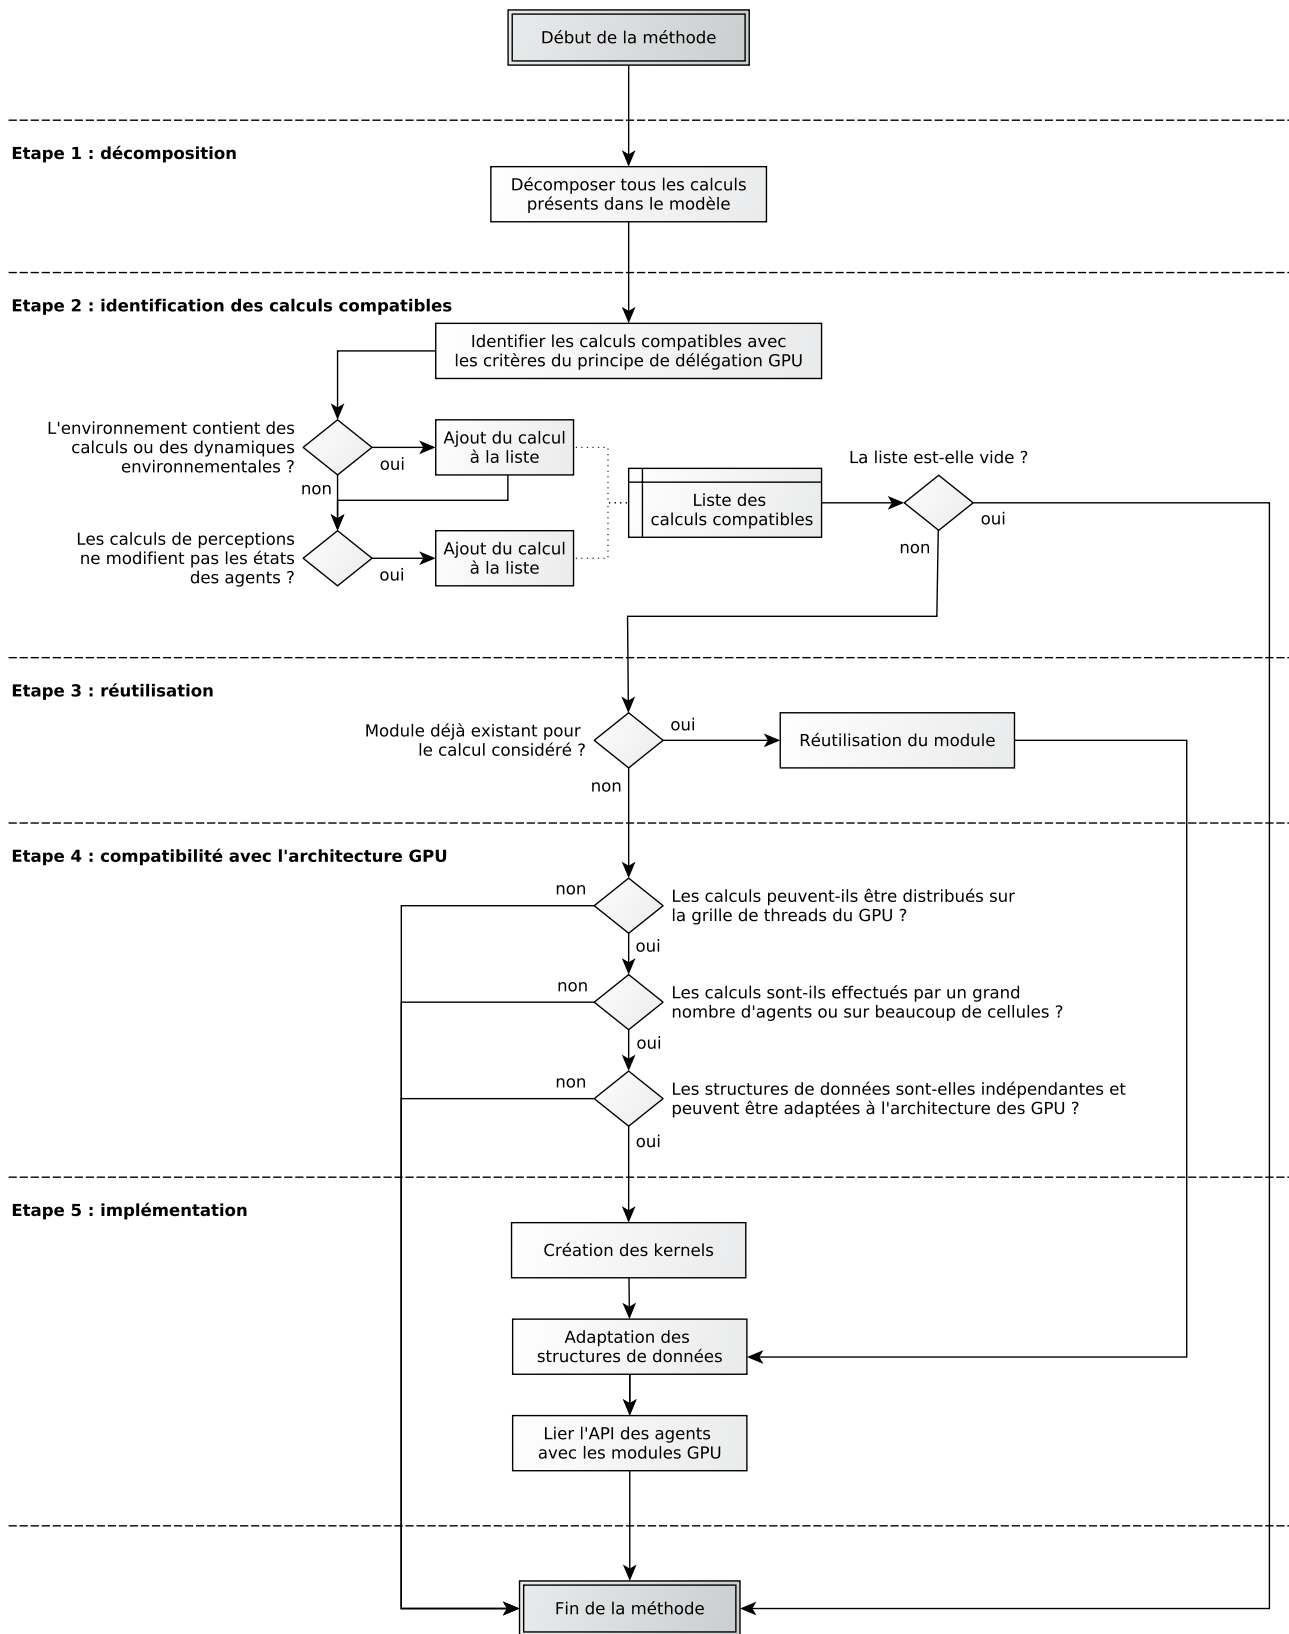 Début de la méthode
Etape 1 : décomposition
Décomposer tous les calculs
présents dans le modèle
Etape 2 : identification des calculs compatibles
Identifier les calculs compatibles avec
les critères du principe de délégation GPU
L'environnement contient des
calculs ou des dynamiques
environnementales ?
oui
non
Ajout du calcul
à la liste
Les calculs de perceptions
ne modifient pas les états
des agents ?
oui
Ajout du calcul
à la liste
Liste des
calculs compatibles
La liste est-elle vide ?
oui
non
Etape 3 : réutilisation
Module déjà existant pour
le calcul considéré ?
oui
non
Réutilisation du module
Etape 4 : compatibilité avec l'architecture GPU
non
Les calculs peuvent-ils être distribués sur
la grille de threads du GPU ?
oui
non
Les calculs sont-ils effectués par un grand
nombre d'agents ou sur beaucoup de cellules ?
oui
non
Les structures de données sont-elles indépendantes et
peuvent être adaptées à l'architecture des GPU ?
oui
Etape 5 : implémentation
Création des kernels
Adaptation des
structures de données
Lier l'API des agents
avec les modules GPU
Fin de la méthode